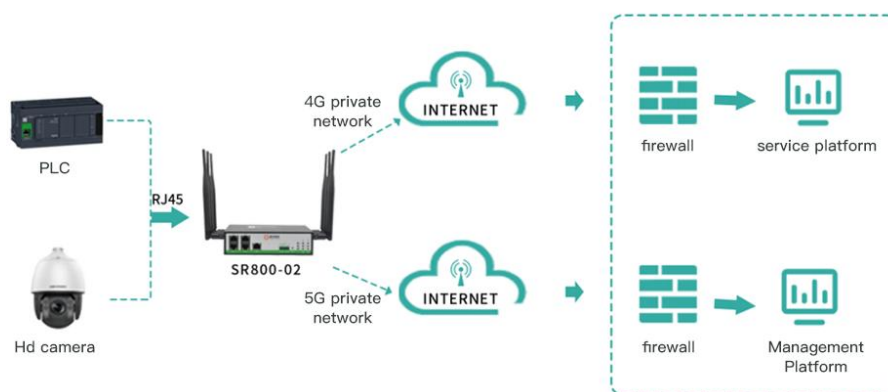 PLC
RJ45
Hd camera
SR800-02
4G private
network
INTERNET
5G private
network
INTERNET
firewall
service platform
firewall
Management
Platform